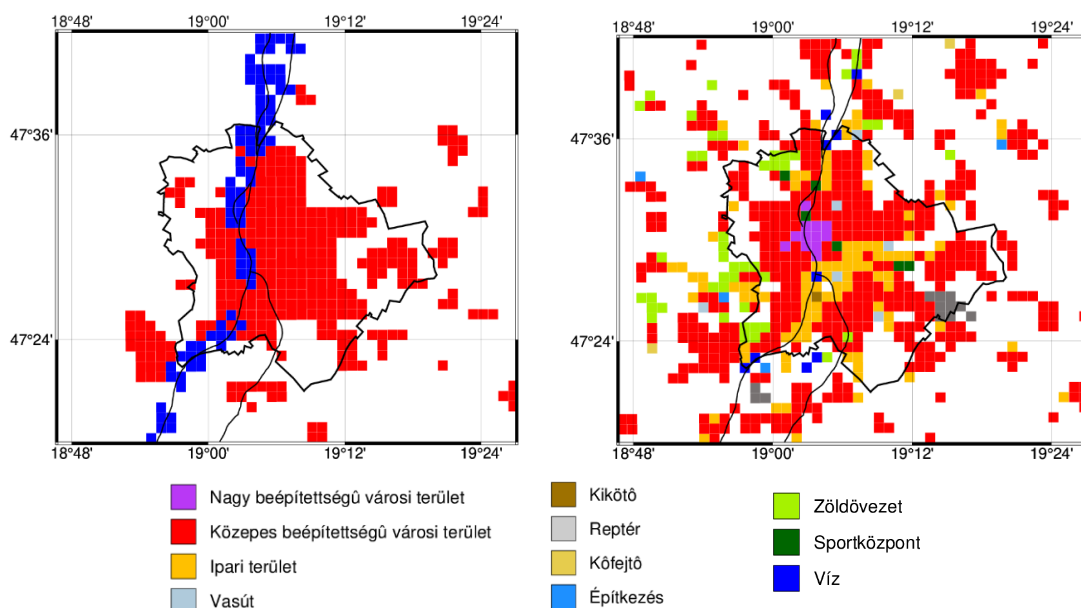 18˚48' 19˚00' 19˚12' 19˚24'
18˚48' 19˚00' 19˚12' 19˚24'
47˚36'
47˚36'
47˚24'
47˚24'
18˚48' 19˚00' 19˚12' 19˚24'
18˚48' 19˚00' 19˚12' 19˚24'
Nagy beépítettségû városi terület
Közepes beépítettségû városi terület
Ipari terület
Vasút
Kikötô
Reptér
Kôfejtô
Építkezés
Zöldövezet
Sportközpont
Víz